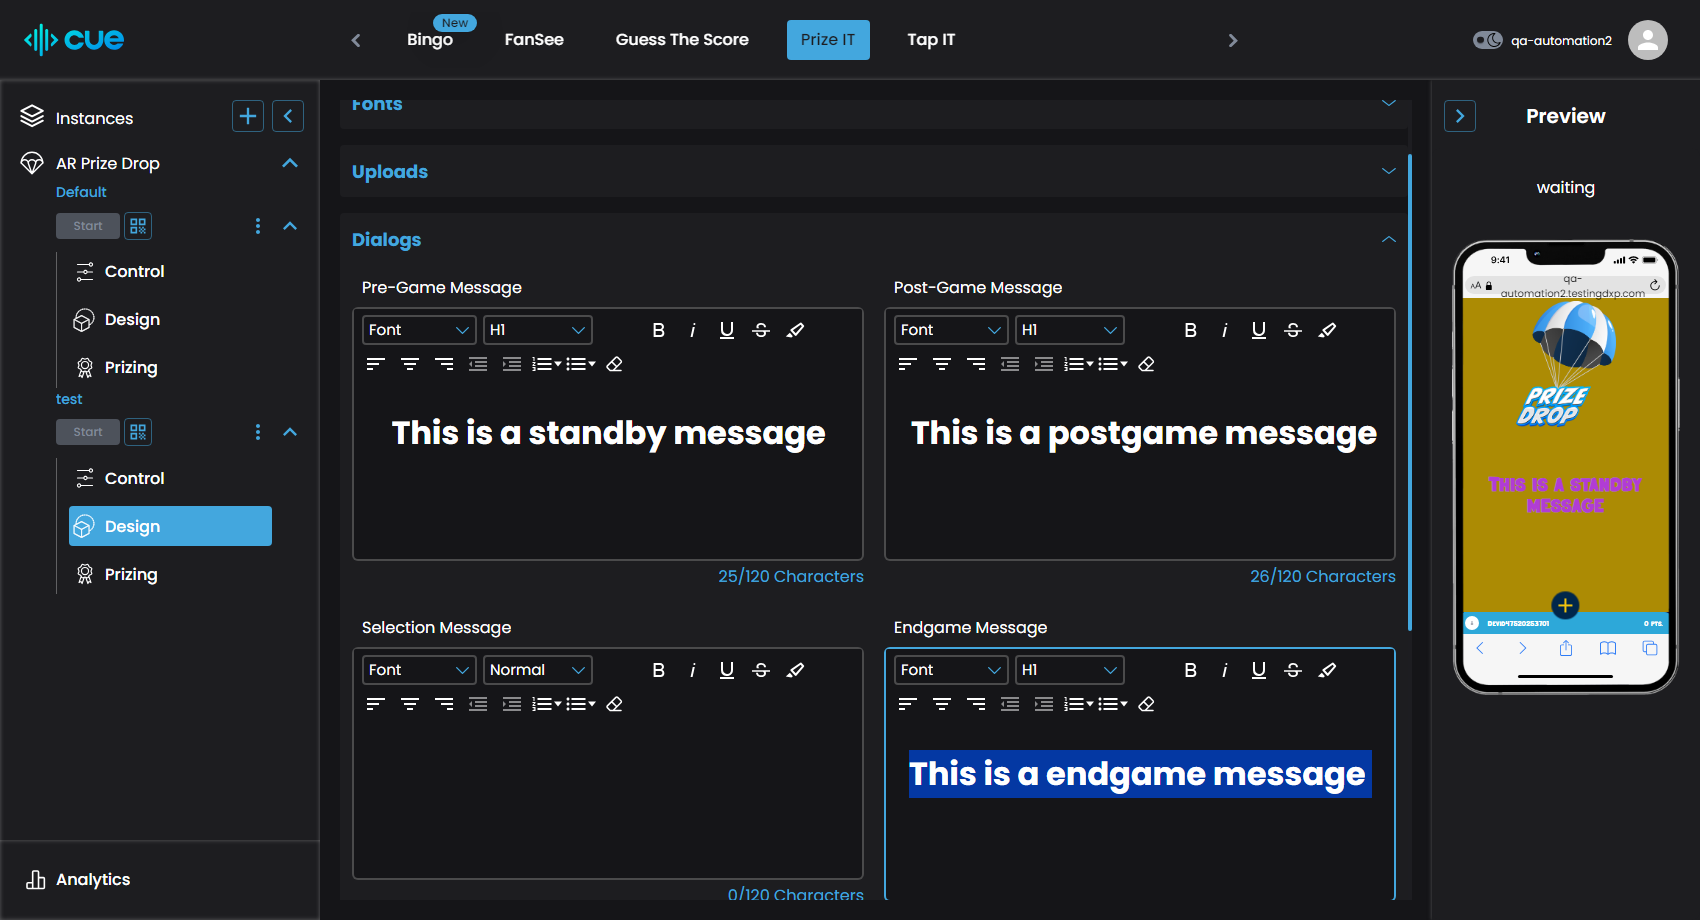 cue
New
Bingo
FanSee
Guess The Score
Prize IT
Tap IT
qa-automation2
Instances
AR Prize Drop
Default
Start
Control
Design
Prizing
test
Start
Control
Design
Prizing
Analytics
Fonts
Uploads
Dialogs
Pre-Game Message
Font
H1
B i U S
This is a standby message
25/120 Characters
Post-Game Message
Font
H1
B i U S
This is a postgame message
26/120 Characters
Selection Message
Font
Normal
B i U S
0/120 Characters
Endgame Message
Font
H1
B i U S
This is a endgame message
Preview
waiting
9:41
AA
qa-
automation2.testingdxp.com
PRIZE
DROP
THIS IS A STANDBY
MESSAGE
0 PTS.